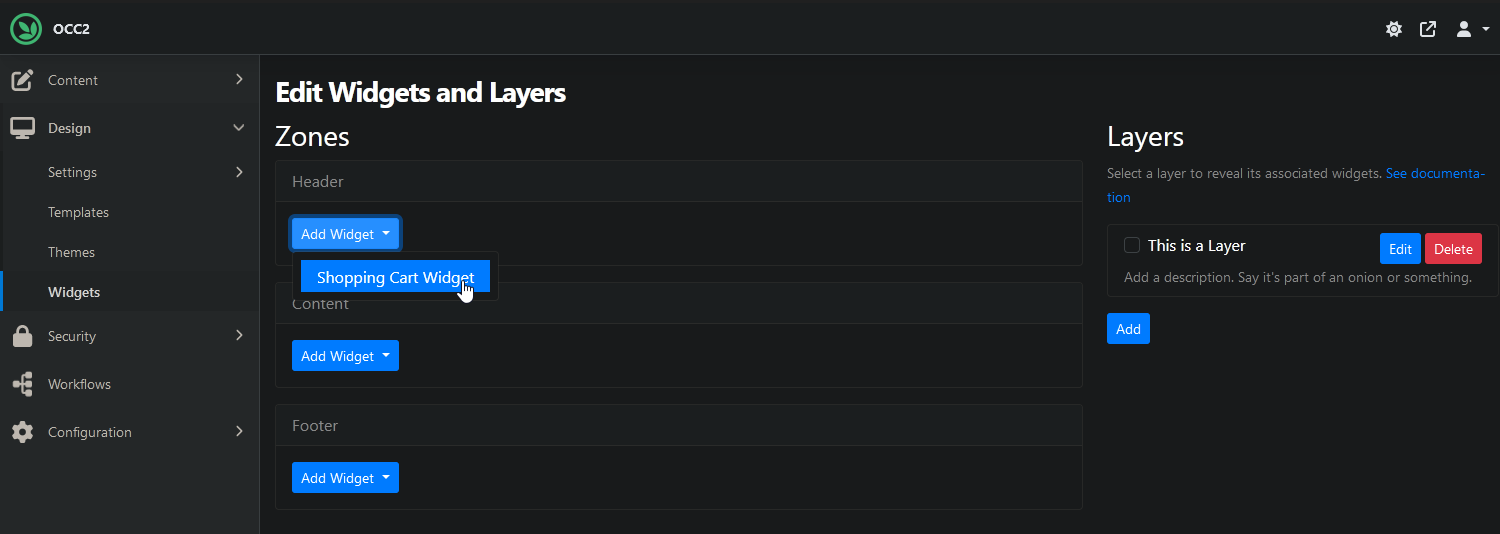 OCC2
Content
Design
Settings
Templates
Themes
Widgets
Security
Workflows
Configuration
Edit Widgets and Layers
Zones
Header
Add Widget
Shopping Cart Widget
Content
Add Widget
Footer
Add Widget
Layers
Select a layer to reveal its associated widgets. See documenta-
tion
This is a Layer
Edit
Delete
Add a description. Say it's part of an onion or something.
Add